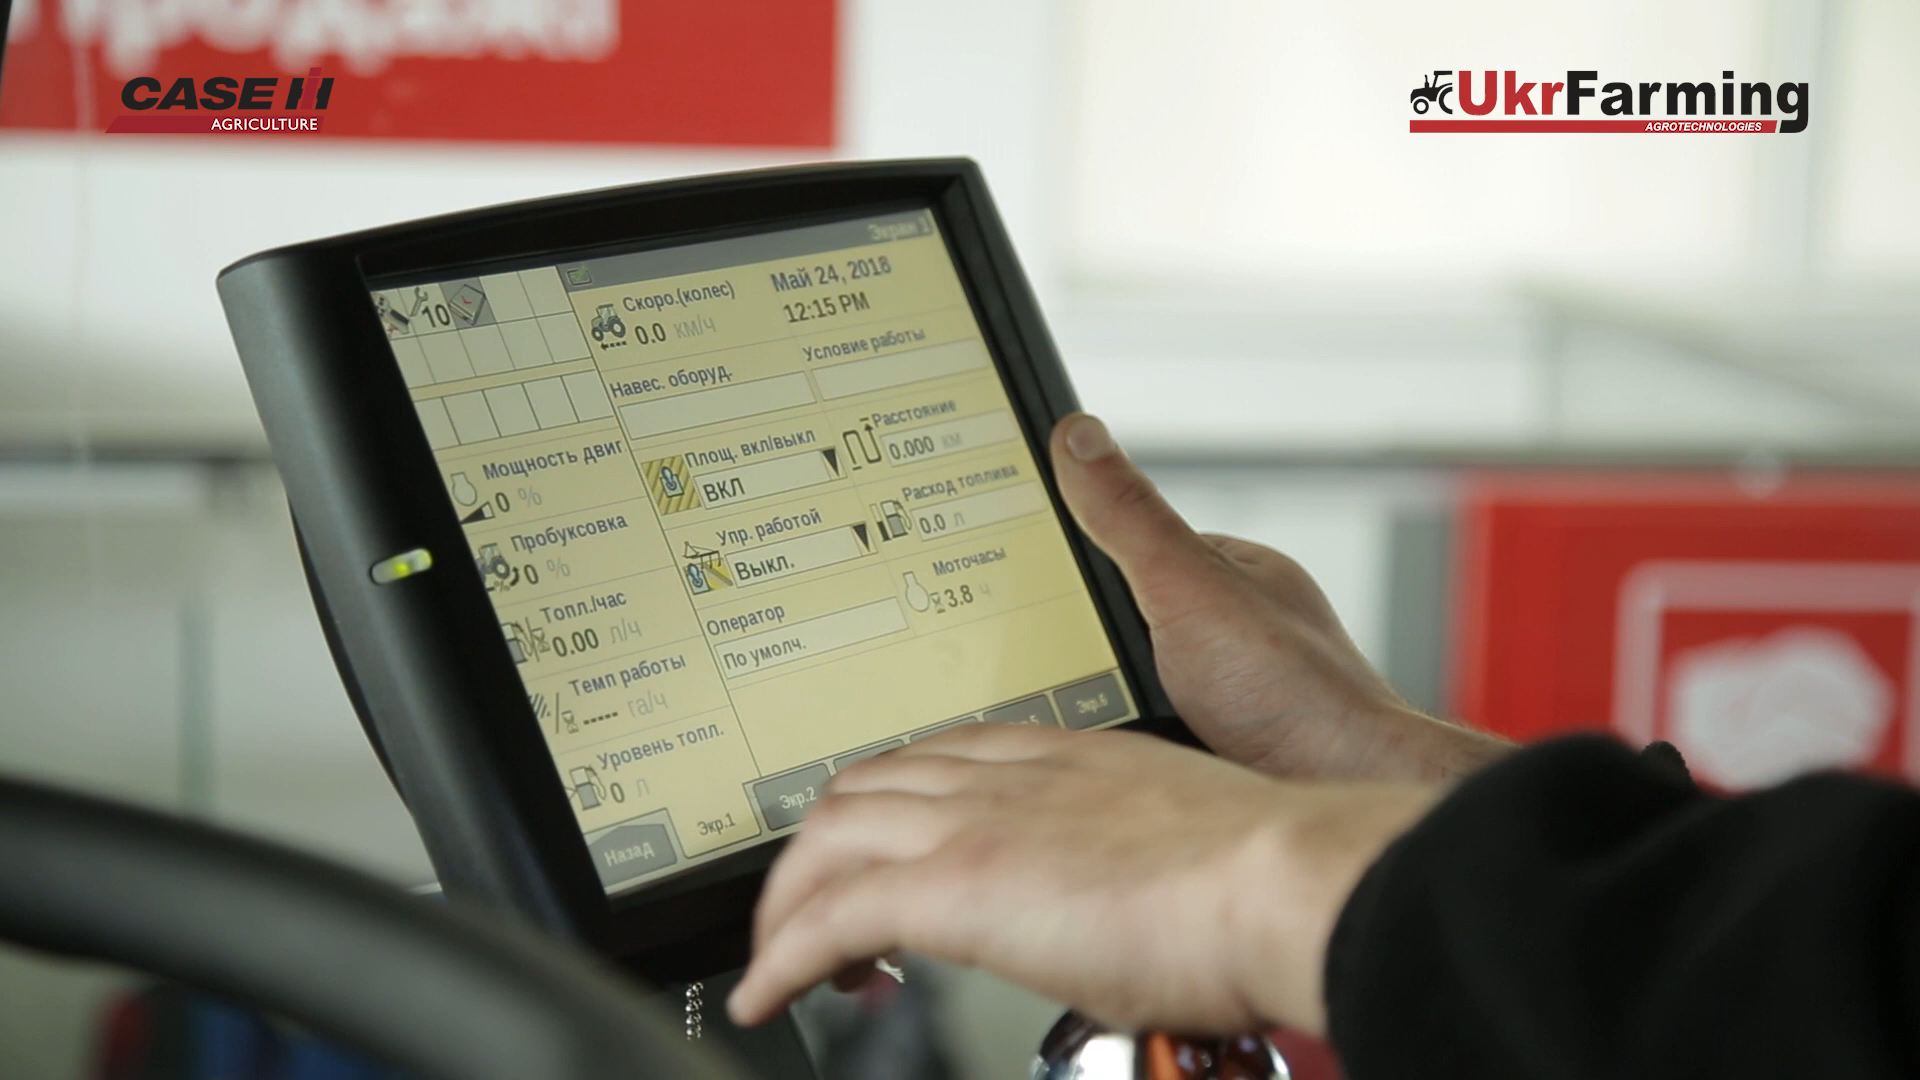 CASE IH
AGRICULTURE
UkrFarming
AGROTECHNOLOGIES
Экран 1
10
Скоро.(колес)
0.0 км/ч
Май 24, 2018
12:15 PM
Навес. оборуд.
Условие работы
Мощность двиг
0 %
Площ. вкл/выкл
ВКЛ
Расстояние
0.000 км
Пробуксовка
0 %
Упр. работой
Выкл.
Расход топлива
0.0 л
Топл./час
0.00 л/ч
Оператор
По умолч.
Моточасы
3.8 ч
Темп работы
----- га/ч
Уровень топл.
0 л
Назад
Экр.1
Экр.2
Экр.6